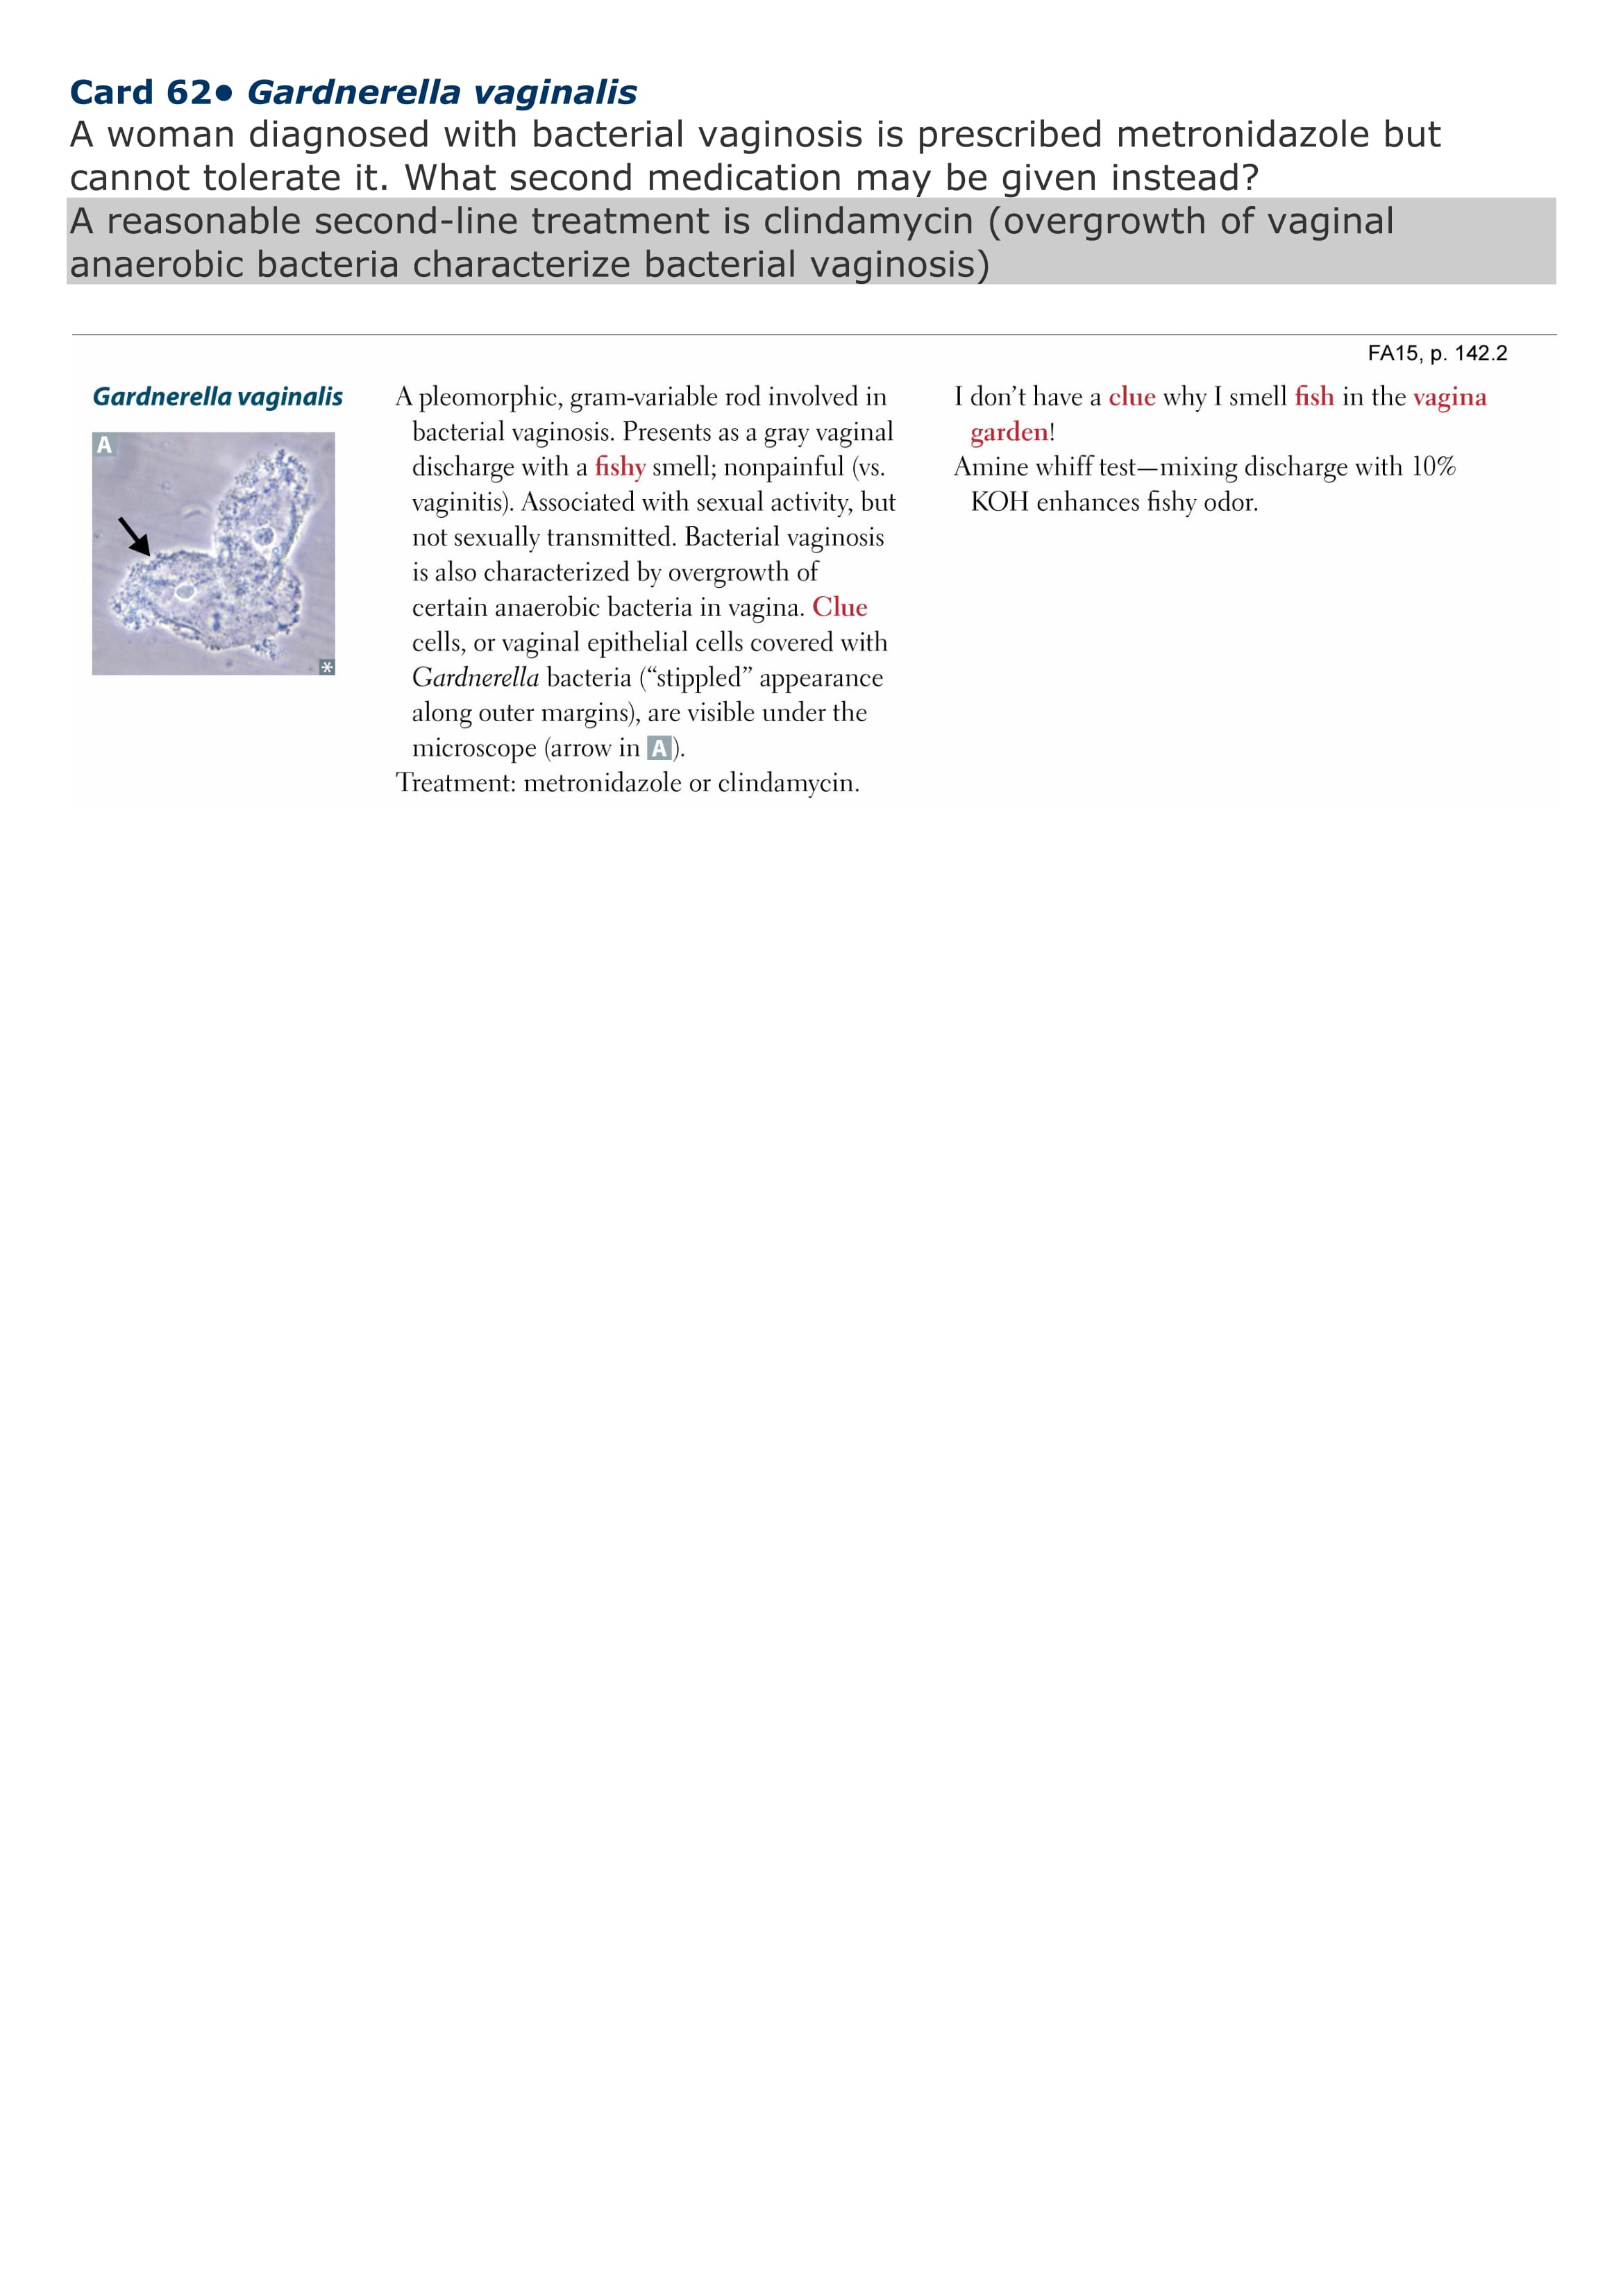 Card 62• Gardnerella vaginalis
A woman diagnosed with bacterial vaginosis is prescribed metronidazole but
cannot tolerate it. What second medication may be given instead?
A reasonable second-line treatment is clindamycin (overgrowth of vaginal
anaerobic bacteria characterize bacterial vaginosis)
FA15, p. 142.2
Gardnerella vaginalis
A
*
A pleomorphic, gram-variable rod involved in
bacterial vaginosis. Presents as a gray vaginal
discharge with a fishy smell; nonpainful (vs.
vaginitis). Associated with sexual activity, but
not sexually transmitted. Bacterial vaginosis
is also characterized by overgrowth of
certain anaerobic bacteria in vagina. Clue
cells, or vaginal epithelial cells covered with
Gardnerella bacteria (“stippled” appearance
along outer margins), are visible under the
microscope (arrow in A).
Treatment: metronidazole or clindamycin.
I don’t have a clue why I smell fish in the vagina
garden!
Amine whiff test—mixing discharge with 10%
KOH enhances fishy odor.